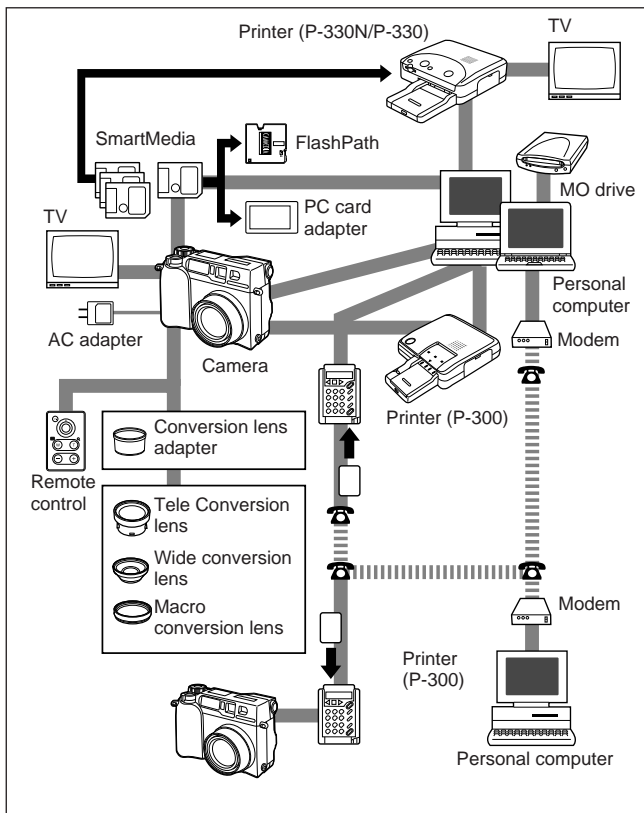 Printer (P-330N/P-330)
TV
SmartMedia
FlashPath
MO drive
PC card
adapter
TV
Personal
computer
AC adapter
Camera
Modem
Printer (P-300)
Conversion lens
adapter
Remote
control
Tele Conversion
lens
Wide conversion
lens
Macro
conversion lens
Modem
Printer
(P-300)
Personal computer